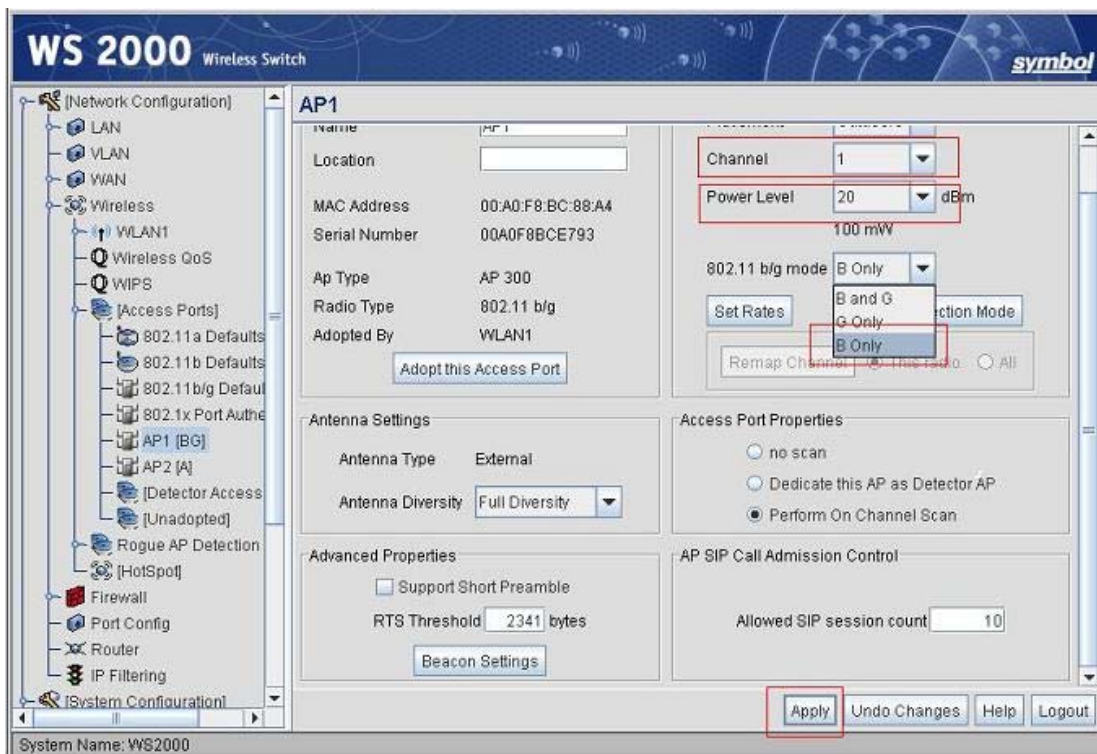 WS 2000 Wireless Switch
symbol
[Network Configuration]
LAN
VLAN
WAN
Wireless
WLAN1
Wireless QoS
WIPS
[Access Ports]
802.11a Defaults
802.11b Defaults
802.11b/g Defaul
802.1x Port Authe
AP1 [BG]
AP2 [A]
[Detector Access
[Unadopted]
Rogue AP Detection
[HotSpot]
Firewall
Port Config
Router
IP Filtering
[System Configuration]
AP1
Name AP1
Location
MAC Address 00:A0:F8:BC:88:A4
Serial Number 00A0F8BCE793
Ap Type AP 300
Radio Type 802.11 b/g
Adopted By WLAN1
Adopt this Access Port
Placement
Channel 1
Power Level 20 dBm
100 mW
802.11 b/g mode B Only
B and G
G Only
B Only
Set Rates ction Mode
Remap Channel This radio All
Antenna Settings
Antenna Type External
Antenna Diversity Full Diversity
Access Port Properties
no scan
Dedicate this AP as Detector AP
Perform On Channel Scan
Advanced Properties
Support Short Preamble
RTS Threshold 2341 bytes
Beacon Settings
AP SIP Call Admission Control
Allowed SIP session count 10
Apply Undo Changes Help Logout
System Name: WS2000